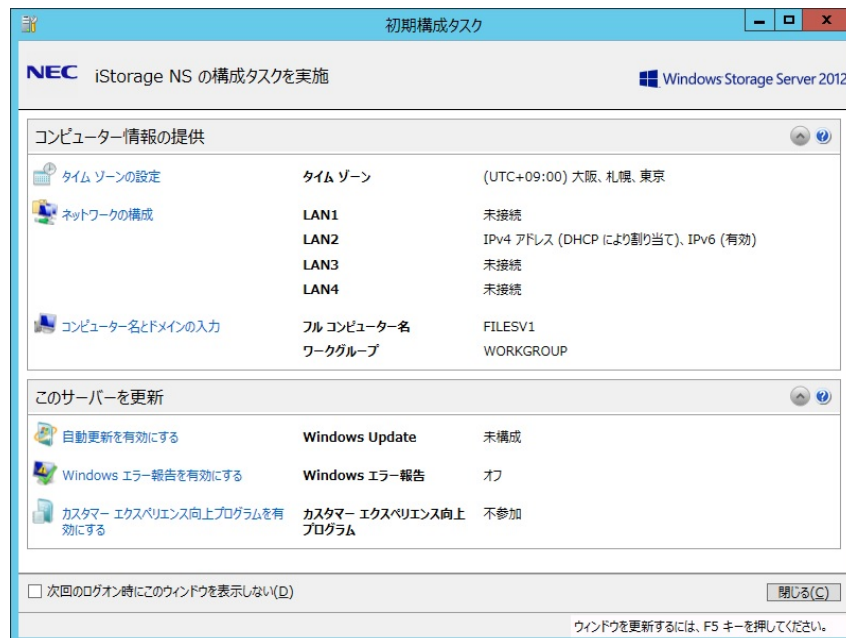 初期構成タスク
NEC iStorage NS の構成タスクを実施
Windows Storage Server 2012
コンピューター情報の提供
タイム ゾーンの設定 タイム ゾーン (UTC+09:00) 大阪、札幌、東京
ネットワークの構成 LAN1 未接続
LAN2 IPv4 アドレス (DHCP により割り当て)、IPv6 (有効)
LAN3 未接続
LAN4 未接続
コンピューター名とドメインの入力 フル コンピューター名 FILESV1
ワークグループ WORKGROUP
このサーバーを更新
自動更新を有効にする Windows Update 未構成
Windows エラー報告を有効にする Windows エラー報告 オフ
カスタマー エクスペリエンス向上プログラムを有 カスタマー エクスペリエンス向上 不参加
効にする プログラム
次回のログオン時にこのウィンドウを表示しない(D)
閉じる(C)
ウィンドウを更新するには、F5 キーを押してください。